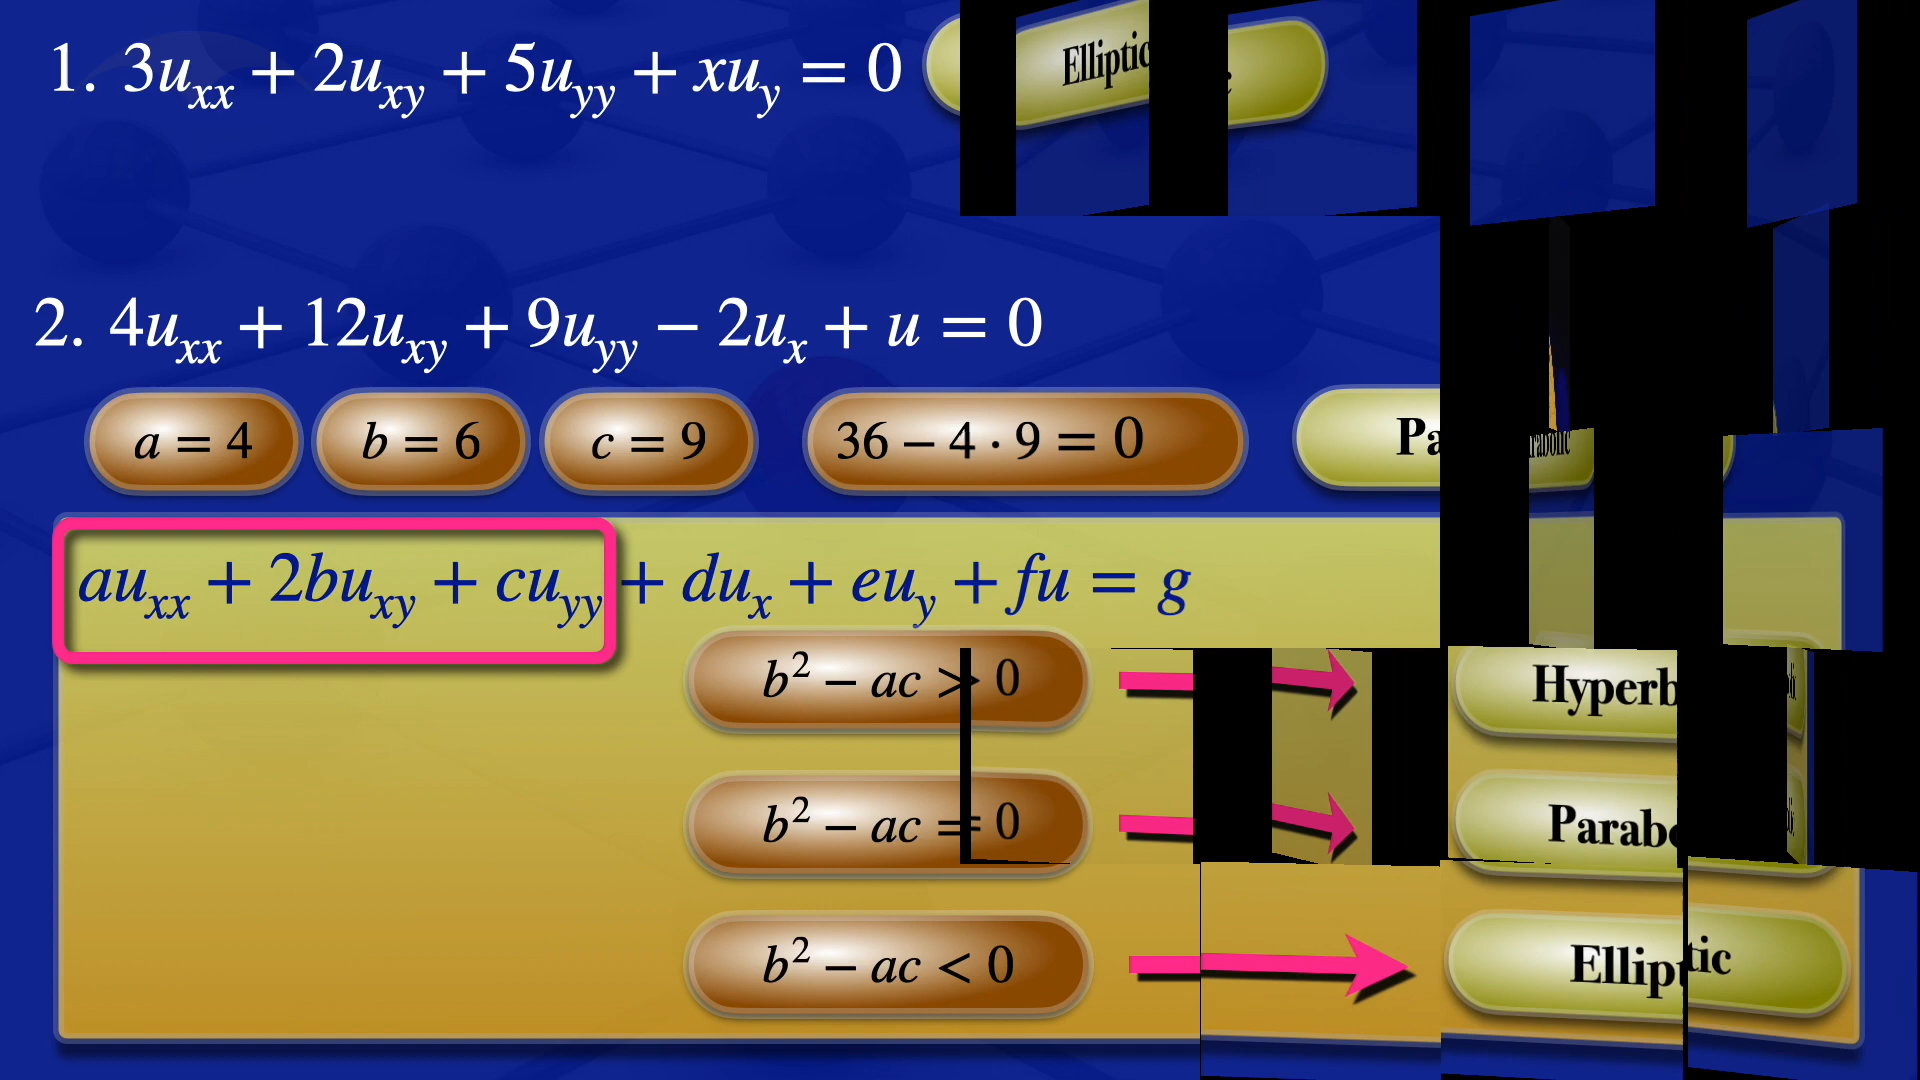 1. 3u_xx + 2u_xy + 5u_yy + xu_y = 0 Elliptic
2. 4u_xx + 12u_xy + 9u_yy − 2u_x + u = 0
a = 4 b = 6 c = 9 36 − 4 · 9 = 0 Pa
au_xx + 2bu_xy + cu_yy + du_x + eu_y + fu = g
b² − ac > 0 Hyperb
b² − ac = 0 Parabo
b² − ac < 0 Elliptic